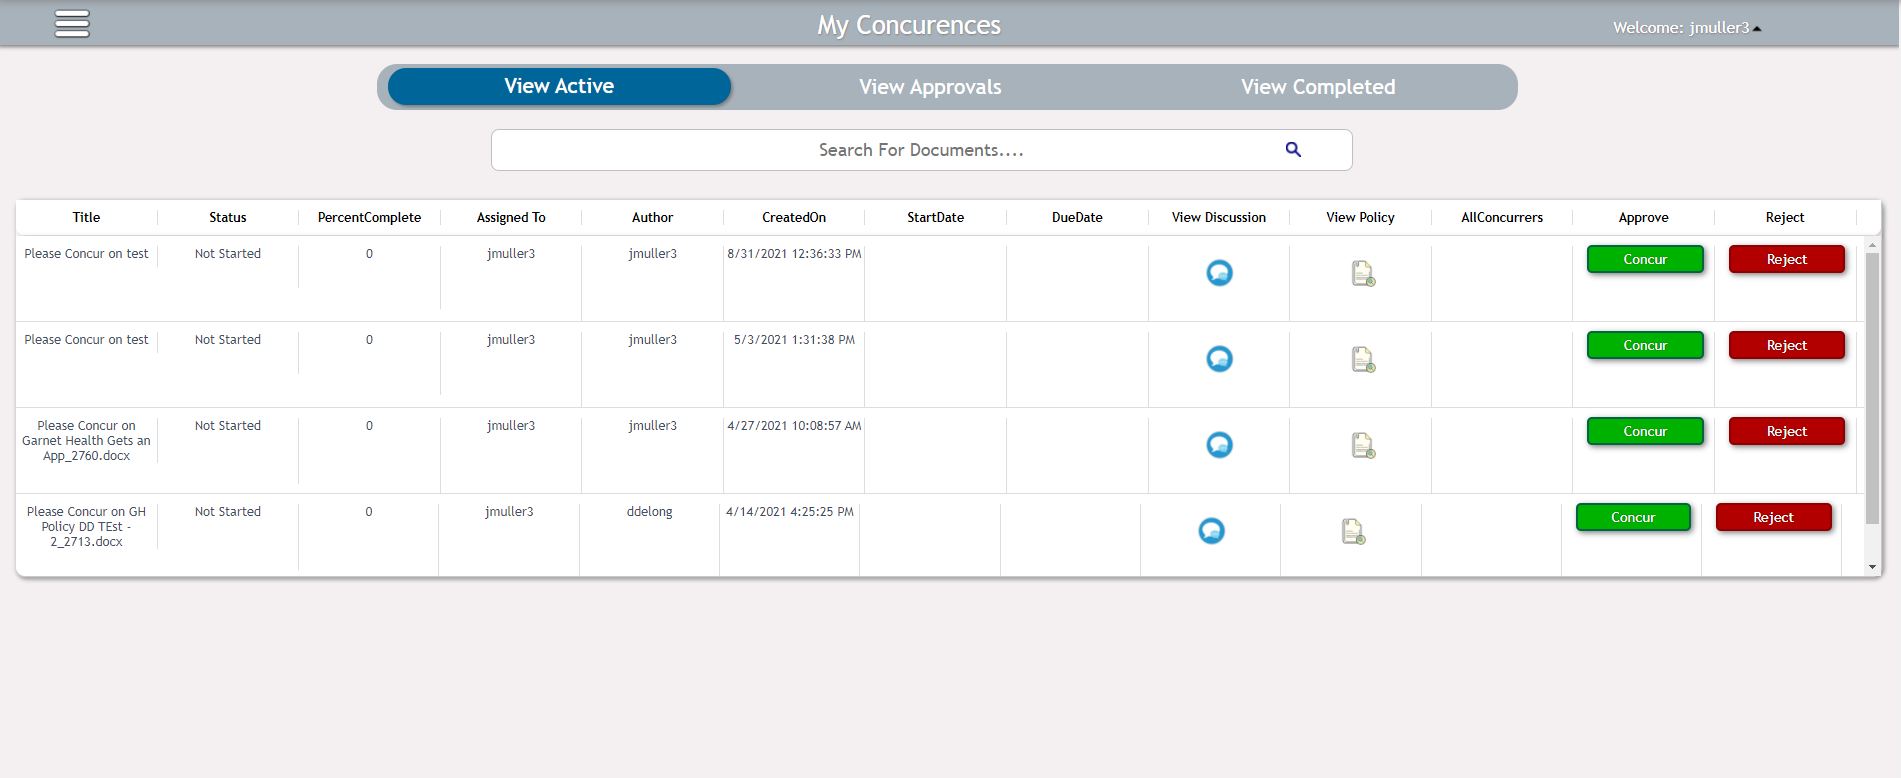 My Concurences
Welcome: jmuller3
View Active View Approvals View Completed
Search For Documents....
Title Status PercentComplete Assigned To Author CreatedOn StartDate DueDate View Discussion View Policy AllConcurrers Approve Reject
Please Concur on test Not Started 0 jmuller3 jmuller3 8/31/2021 12:36:33 PM Concur Reject
Please Concur on test Not Started 0 jmuller3 jmuller3 5/3/2021 1:31:38 PM Concur Reject
Please Concur on Not Started 0 jmuller3 jmuller3 4/27/2021 10:08:57 AM Concur Reject
Garnet Health Gets an
App_2760.docx
Please Concur on GH Not Started 0 jmuller3 ddelong 4/14/2021 4:25:25 PM Concur Reject
Policy DD TEst -
2_2713.docx